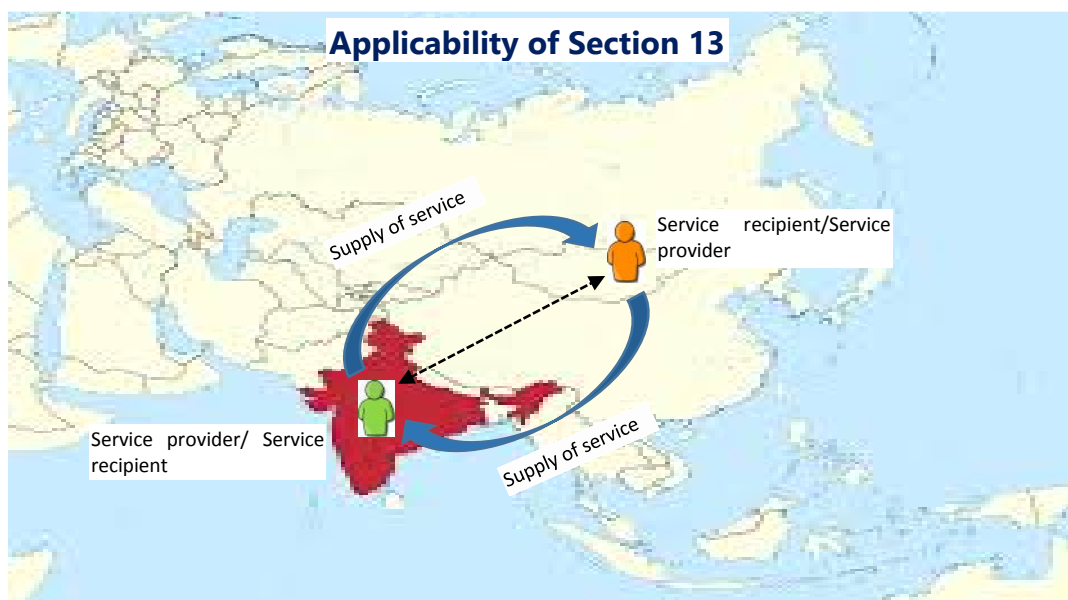 Applicability of Section 13
Supply of service
Service recipient/Service
provider
Service provider/ Service
recipient
Supply of service